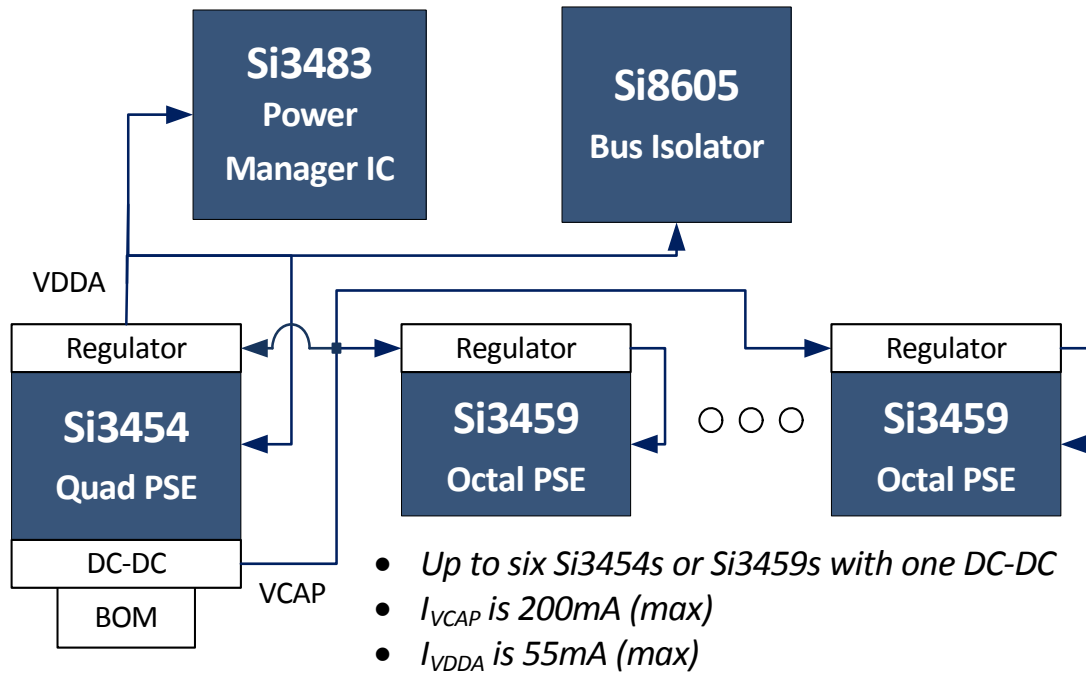 Si3483
Power
Manager IC
Si8605
Bus Isolator
VDDA
Regulator
Si3454
Quad PSE
DC-DC
BOM
VCAP
Regulator
Si3459
Octal PSE
Regulator
Si3459
Octal PSE
• Up to six Si3454s or Si3459s with one DC-DC
• IVCAP is 200mA (max)
• IVDDA is 55mA (max)